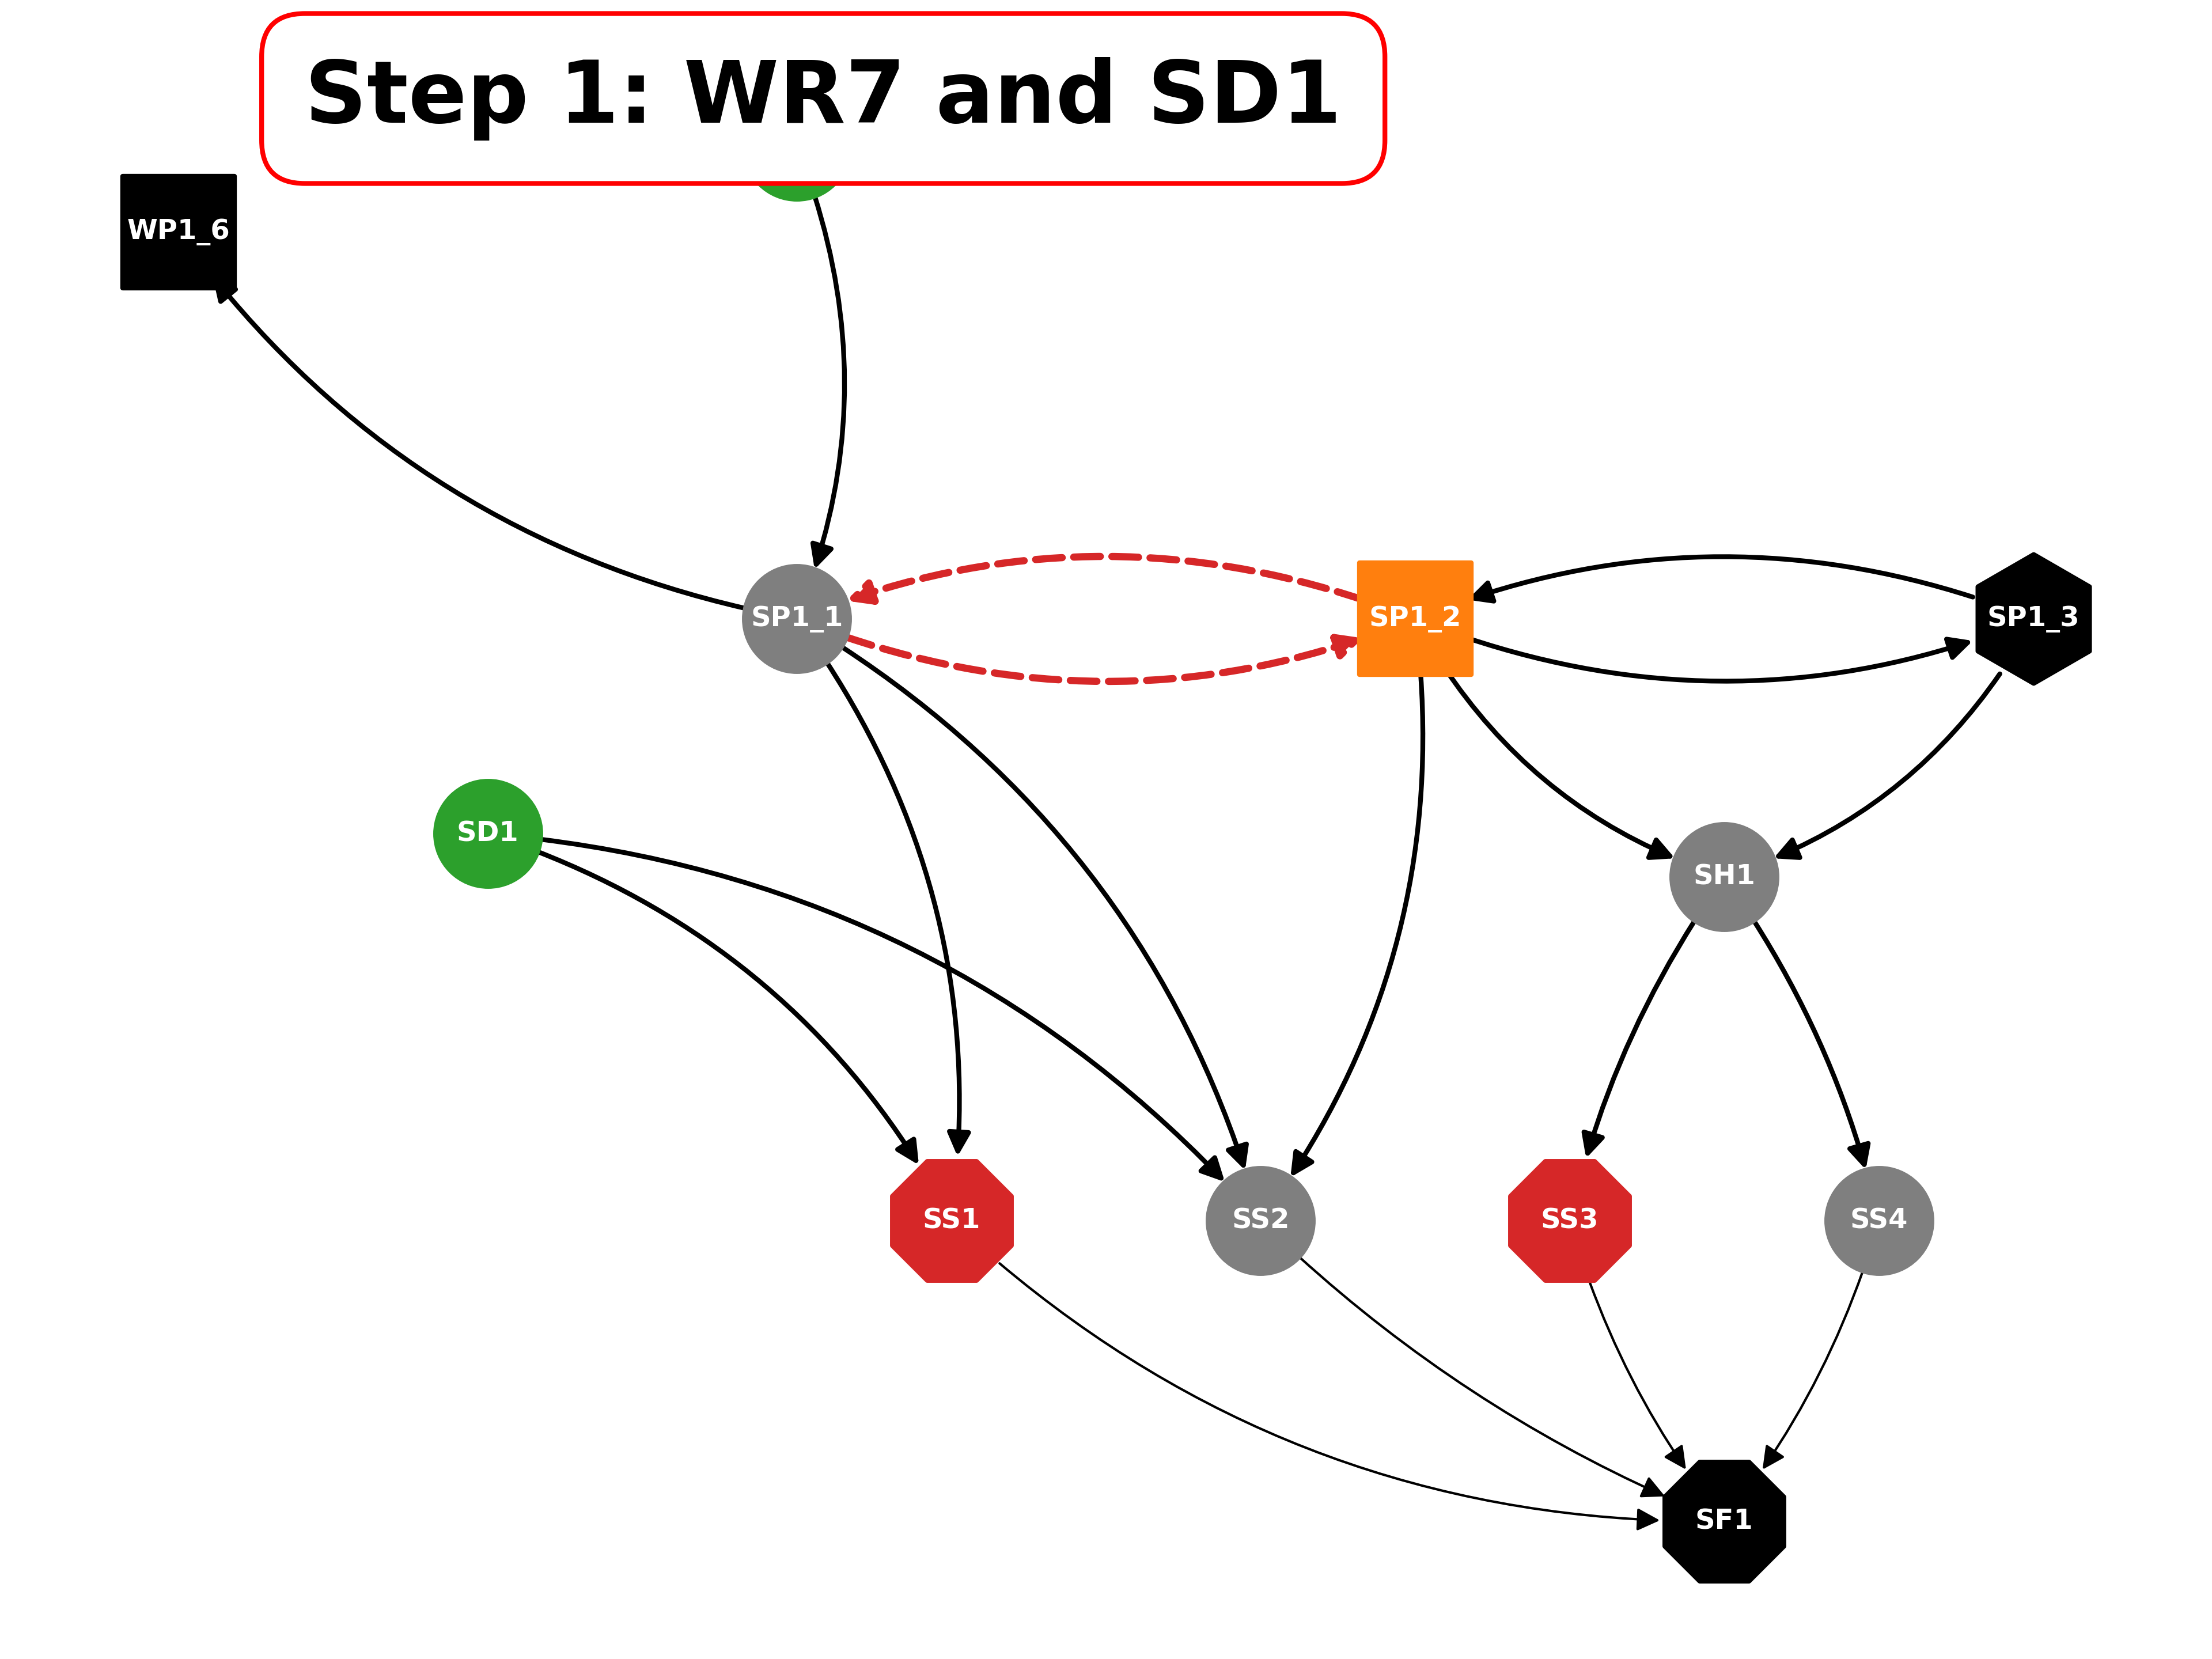 Step 1: WR7 and SD1
WP1_6
SP1_1
SP1_2
SP1_3
SD1
SH1
SS1
SS2
SS3
SS4
SF1